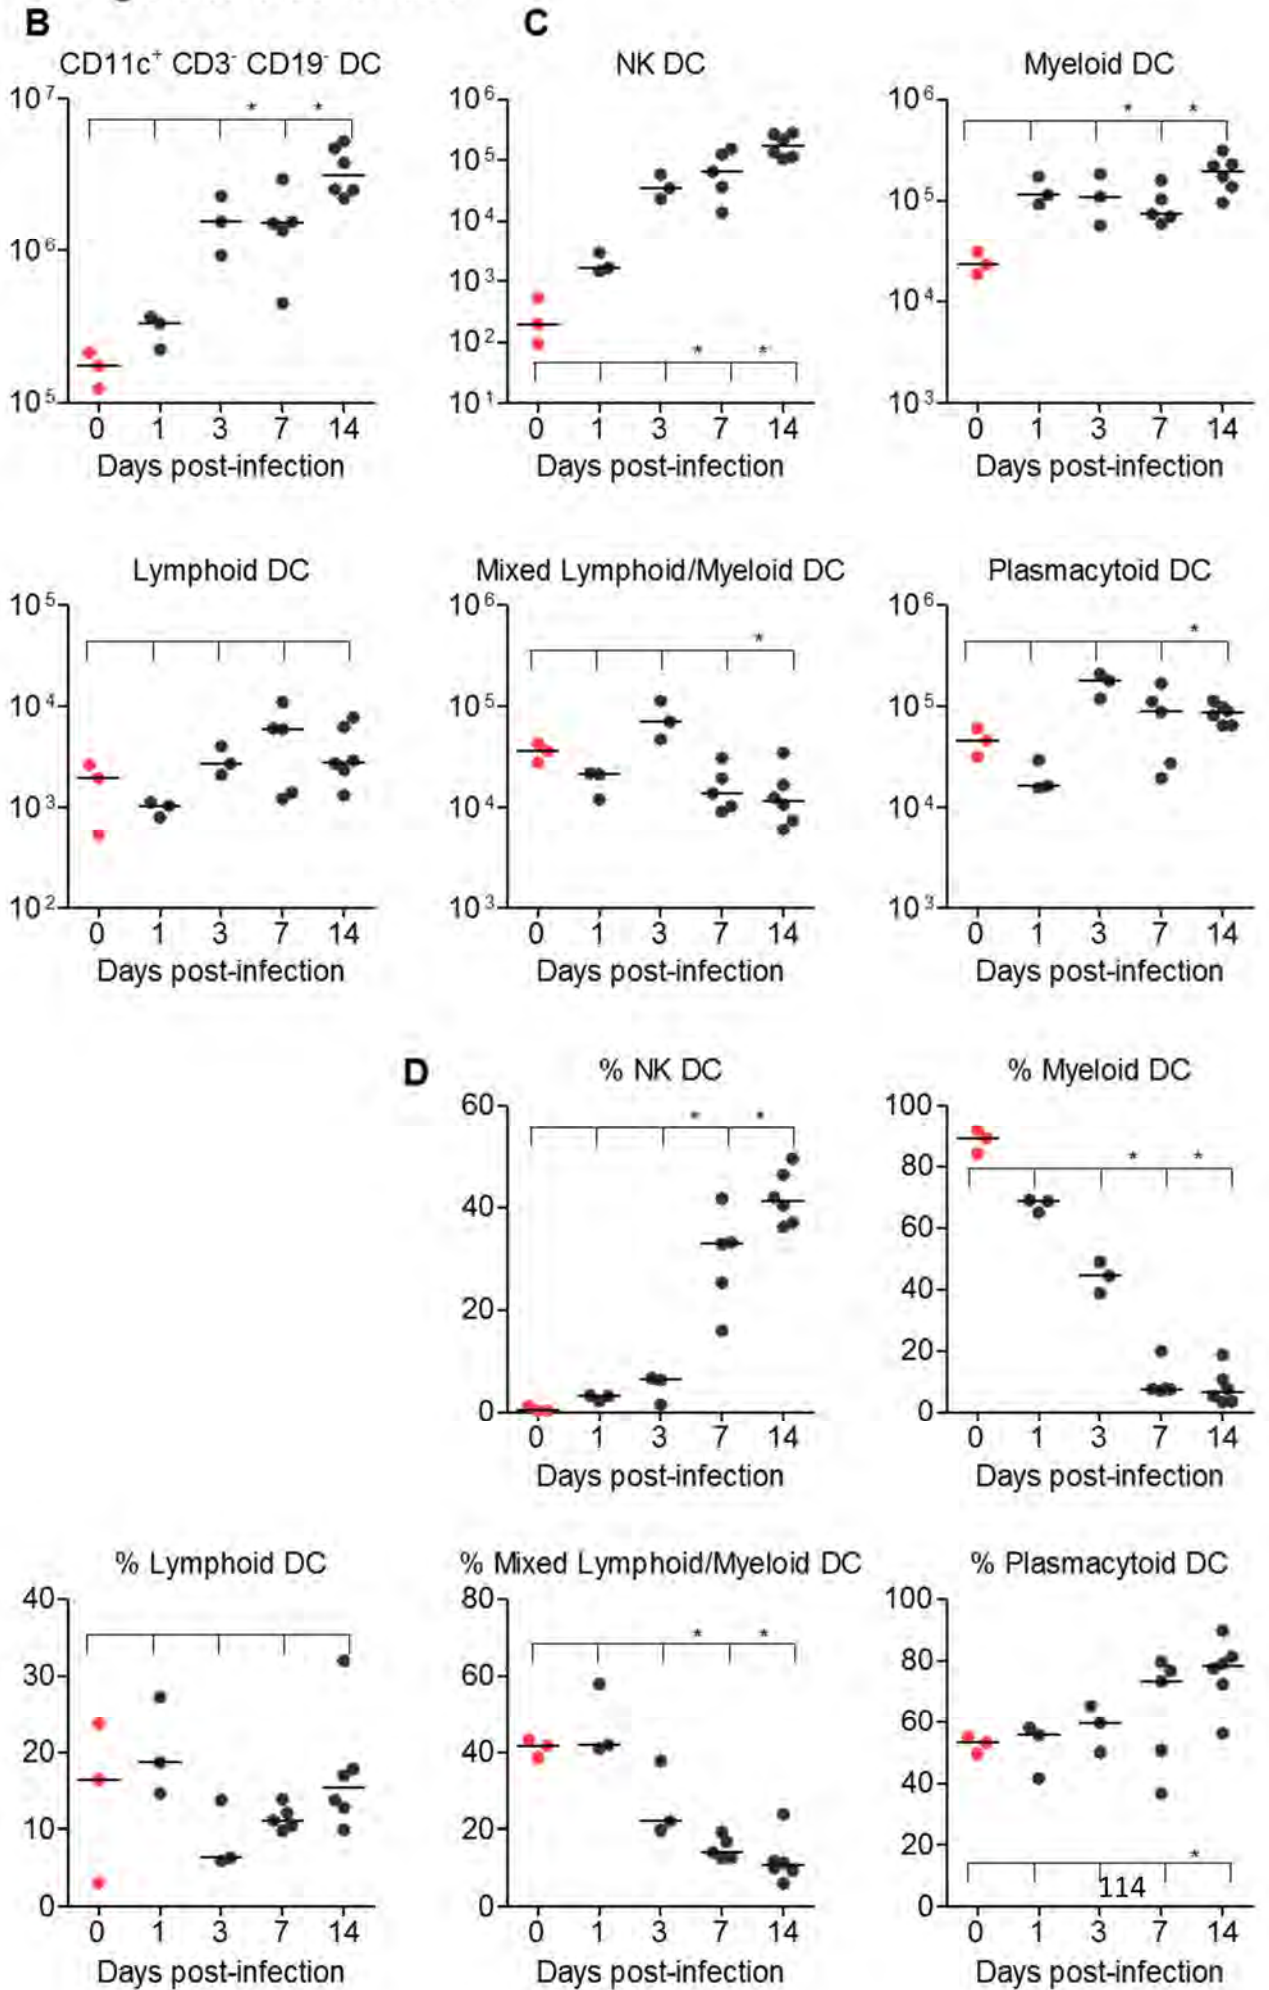 B
CD11c⁺ CD3⁻ CD19⁻ DC
10⁷
10⁶
10⁵
* *
0 1 3 7 14
Days post-infection
C
NK DC
10⁶
10⁵
10⁴
10³
10²
10¹
* *
0 1 3 7 14
Days post-infection
Myeloid DC
10⁶
10⁵
10⁴
10³
* *
0 1 3 7 14
Days post-infection
Lymphoid DC
10⁵
10⁴
10³
10²
0 1 3 7 14
Days post-infection
Mixed Lymphoid/Myeloid DC
10⁶
10⁵
10⁴
10³
*
0 1 3 7 14
Days post-infection
Plasmacytoid DC
10⁶
10⁵
10⁴
10³
*
0 1 3 7 14
Days post-infection
D
% NK DC
60
40
20
0
* *
0 1 3 7 14
Days post-infection
% Myeloid DC
100
80
60
40
20
0
* *
0 1 3 7 14
Days post-infection
% Lymphoid DC
40
30
20
10
0
0 1 3 7 14
Days post-infection
% Mixed Lymphoid/Myeloid DC
80
60
40
20
0
* *
0 1 3 7 14
Days post-infection
% Plasmacytoid DC
100
80
60
40
20
0
*
114
0 1 3 7 14
Days post-infection